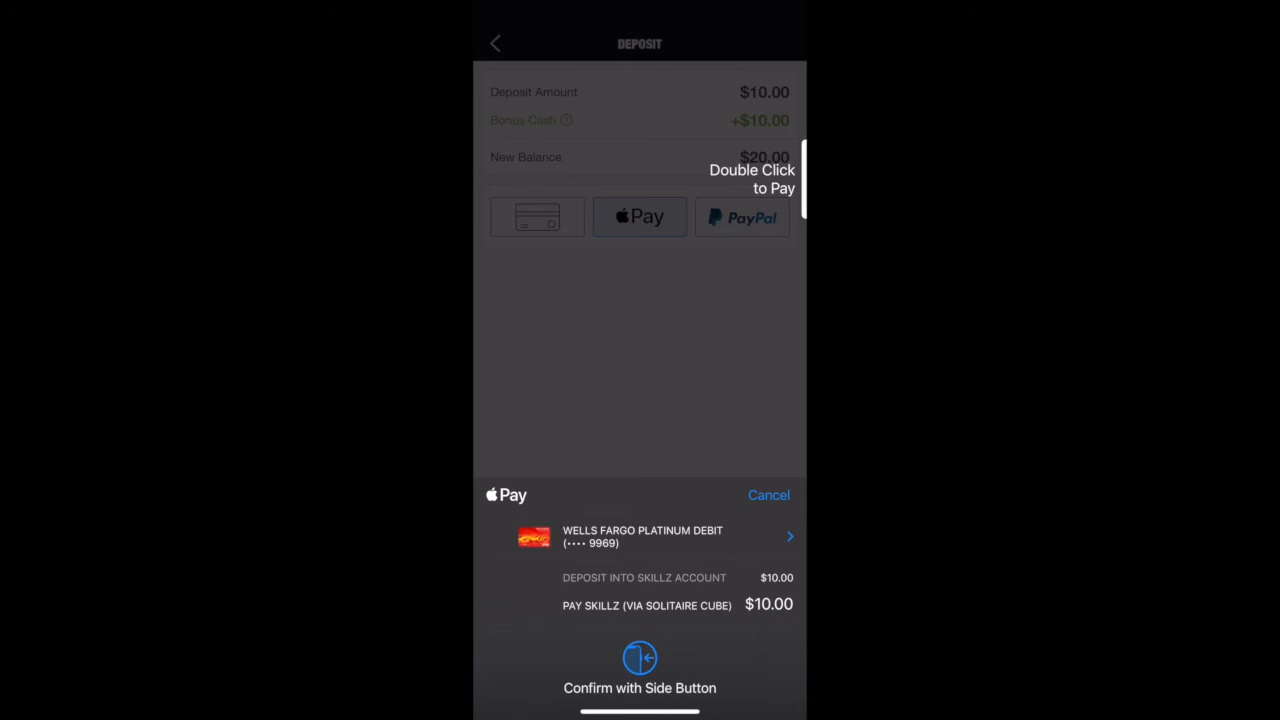 DEPOSIT
Deposit Amount $10.00
Bonus Cash ? +$10.00
New Balance $20.00
Double Click
to Pay
Pay
PayPal
Pay Cancel
WELLS FARGO PLATINUM DEBIT
(•••• 9969)
DEPOSIT INTO SKILLZ ACCOUNT $10.00
PAY SKILLZ (VIA SOLITAIRE CUBE) $10.00
Confirm with Side Button